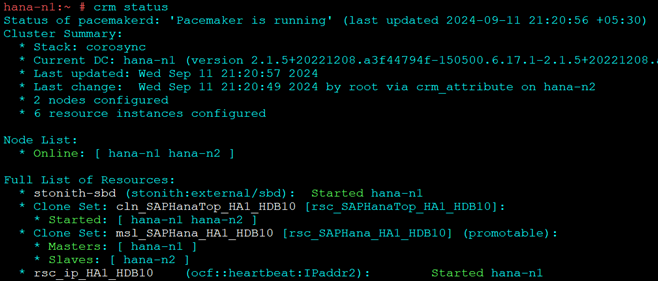 hana-n1:~ # crm status
Status of pacemakerd: 'Pacemaker is running' (last updated 2024-09-11 21:20:56 +05:30)
Cluster Summary:
  * Stack: corosync
  * Current DC: hana-n1 (version 2.1.5+20221208.a3f44794f-150500.6.17.1-2.1.5+20221208.
  * Last updated: Wed Sep 11 21:20:57 2024
  * Last change:  Wed Sep 11 21:20:49 2024 by root via crm_attribute on hana-n2
  * 2 nodes configured
  * 6 resource instances configured

Node List:
  * Online: [ hana-n1 hana-n2 ]

Full List of Resources:
  * stonith-sbd (stonith:external/sbd):  Started hana-n1
  * Clone Set: cln_SAPHanaTop_HA1_HDB10 [rsc_SAPHanaTop_HA1_HDB10]:
    * Started: [ hana-n1 hana-n2 ]
  * Clone Set: msl_SAPHana_HA1_HDB10 [rsc_SAPHana_HA1_HDB10] (promotable):
    * Masters: [ hana-n1 ]
    * Slaves: [ hana-n2 ]
  * rsc_ip_HA1_HDB10    (ocf::heartbeat:IPaddr2):        Started hana-n1